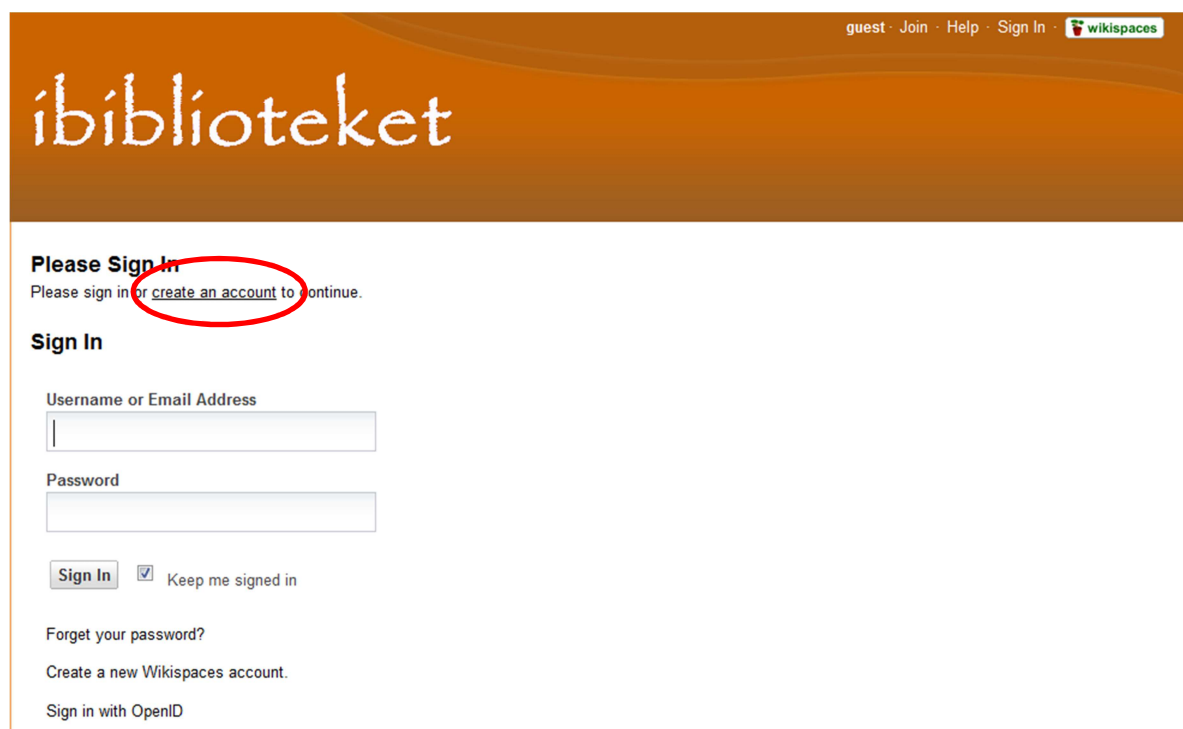 guest · Join · Help · Sign In · wikispaces
ibiblioteket
Please Sign In
Please sign in or create an account to continue.
Sign In
Username or Email Address
Password
Sign In Keep me signed in
Forget your password?
Create a new Wikispaces account.
Sign in with OpenID